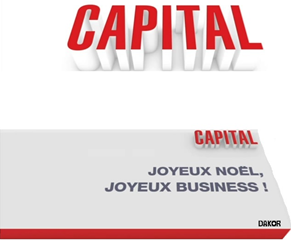 CAPITAL
CAPITAL
JOYEUX NOËL,
JOYEUX BUSINESS !
DAKOR